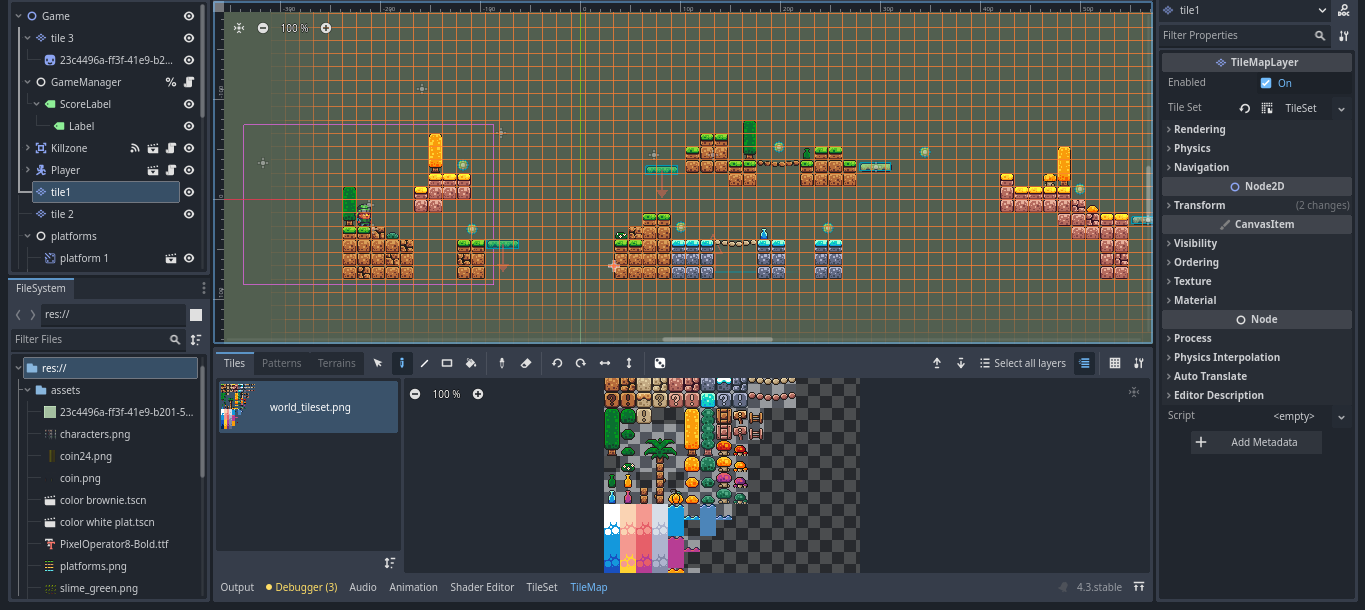 Game
tile 3
23c4496a-ff3f-41e9-b2...
GameManager
%
ScoreLabel
Label
Killzone
Player
tile1
tile 2
platforms
platform 1
FileSystem
res://
Filter Files
res://
assets
23c4496a-ff3f-41e9-b201-5...
characters.png
coin24.png
coin.png
color brownie.tscn
color white plat.tscn
PixelOperator8-Bold.ttf
platforms.png
slime_green.png
100 %
Tiles Patterns Terrains
Select all layers
world_tileset.png
100 %
Output Debugger (3) Audio Animation Shader Editor TileSet TileMap 4.3.stable
tile1
DOC
Filter Properties
TileMapLayer
Enabled On
Tile Set TileSet
Rendering
Physics
Navigation
Node2D
Transform (2 changes)
CanvasItem
Visibility
Ordering
Texture
Material
Node
Process
Physics Interpolation
Auto Translate
Editor Description
Script <empty>
Add Metadata